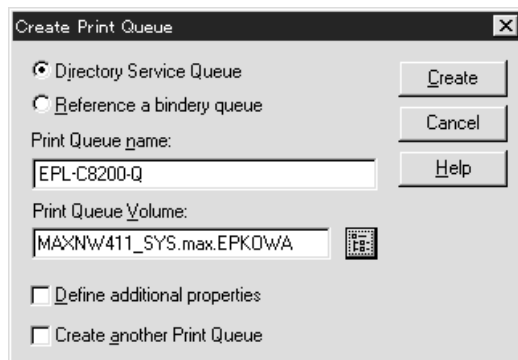 Create Print Queue
Directory Service Queue
Reference a bindery queue
Print Queue name:
EPL-C8200-Q
Print Queue Volume:
MAXNW411_SYS.max.EPKOWA
Define additional properties
Create another Print Queue
Create
Cancel
Help